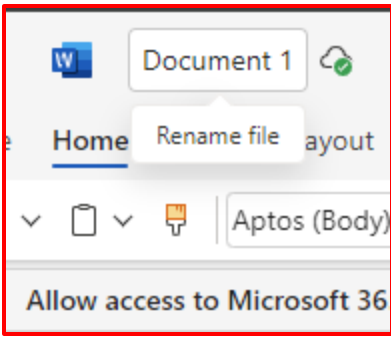 W Document 1
Home Rename file ayout
Aptos (Body)
Allow access to Microsoft 36